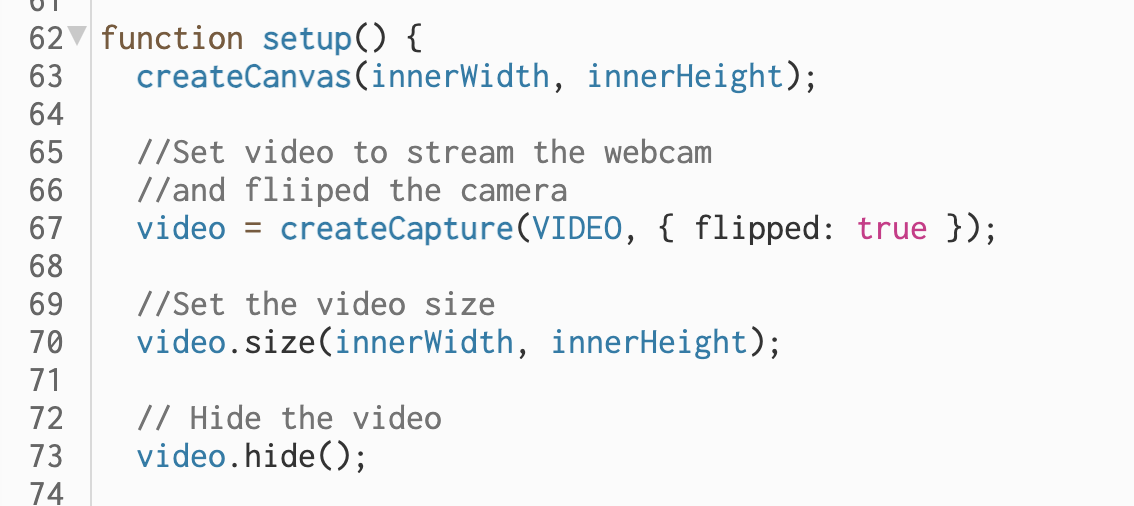 62 function setup() {
63 createCanvas(innerWidth, innerHeight);
64
65 //Set video to stream the webcam
66 //and fliiped the camera
67 video = createCapture(VIDEO, { flipped: true });
68
69 //Set the video size
70 video.size(innerWidth, innerHeight);
71
72 // Hide the video
73 video.hide();
74